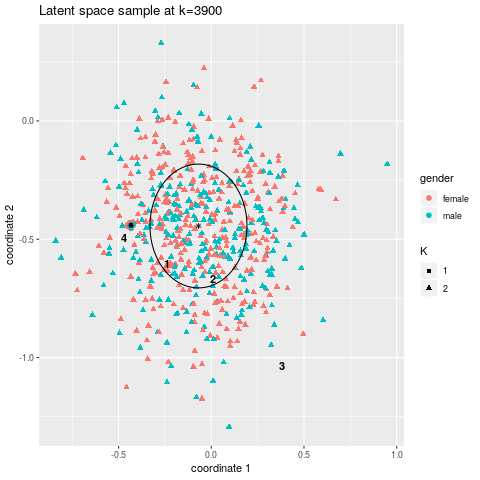 Latent space sample at k=3900
coordinate 2
0.0
-0.5
-1.0
4
1
2
3
-0.5
0.0
0.5
1.0
coordinate 1
gender
female
male
K
1
2